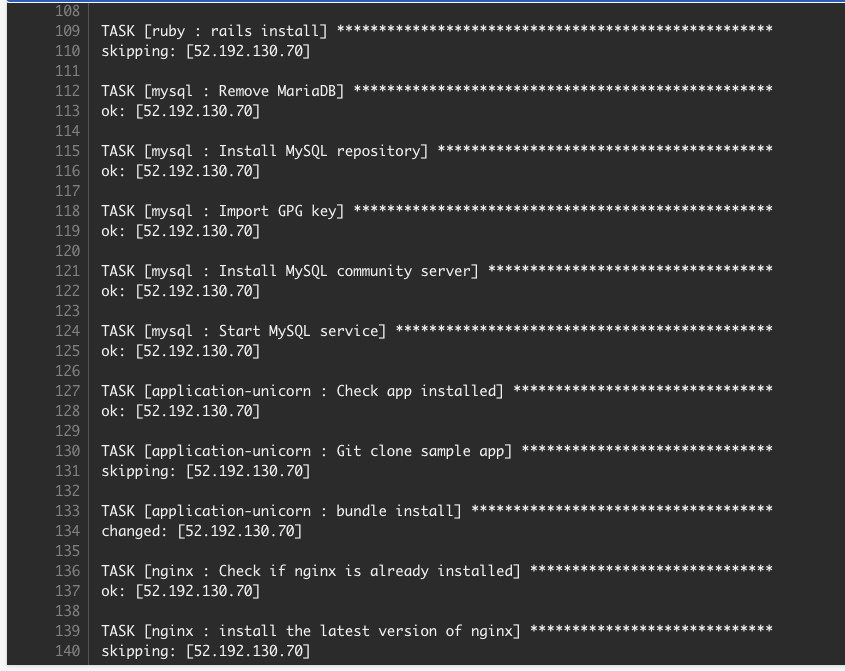 108
109 TASK [ruby : rails install] ****************************************************
110 skipping: [52.192.130.70]
111
112 TASK [mysql : Remove MariaDB] **************************************************
113 ok: [52.192.130.70]
114
115 TASK [mysql : Install MySQL repository] ****************************************
116 ok: [52.192.130.70]
117
118 TASK [mysql : Import GPG key] **************************************************
119 ok: [52.192.130.70]
120
121 TASK [mysql : Install MySQL community server] **********************************
122 ok: [52.192.130.70]
123
124 TASK [mysql : Start MySQL service] *********************************************
125 ok: [52.192.130.70]
126
127 TASK [application-unicorn : Check app installed] *******************************
128 ok: [52.192.130.70]
129
130 TASK [application-unicorn : Git clone sample app] ******************************
131 skipping: [52.192.130.70]
132
133 TASK [application-unicorn : bundle install] ************************************
134 changed: [52.192.130.70]
135
136 TASK [nginx : Check if nginx is already installed] *****************************
137 ok: [52.192.130.70]
138
139 TASK [nginx : install the latest version of nginx] *****************************
140 skipping: [52.192.130.70]